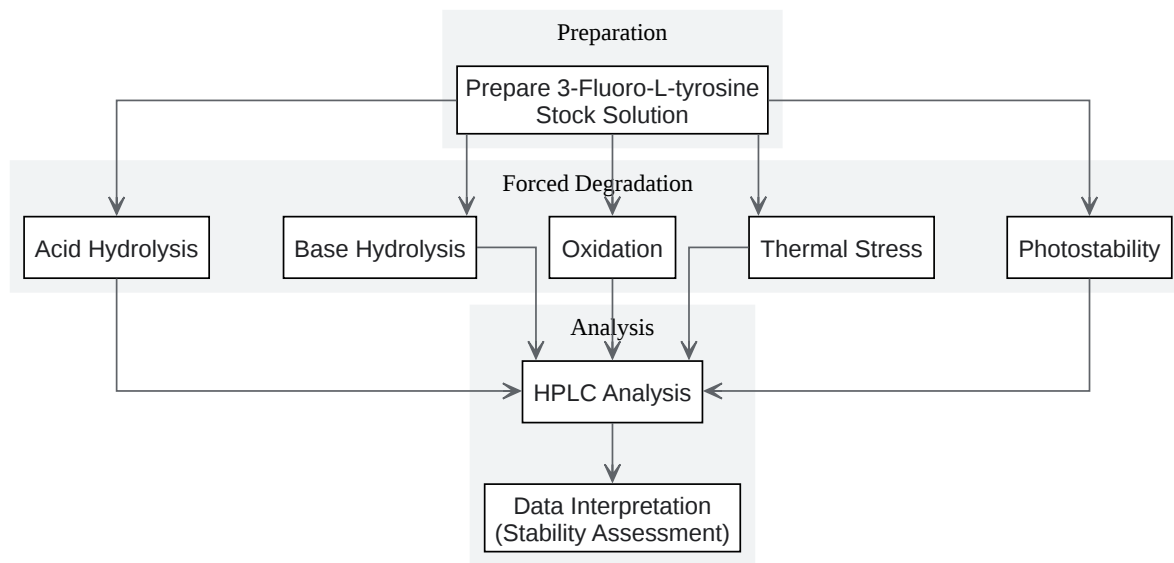 Preparation
Prepare 3-Fluoro-L-tyrosine
Stock Solution
Forced Degradation
Acid Hydrolysis
Base Hydrolysis
Oxidation
Thermal Stress
Photostability
Analysis
HPLC Analysis
Data Interpretation
(Stability Assessment)